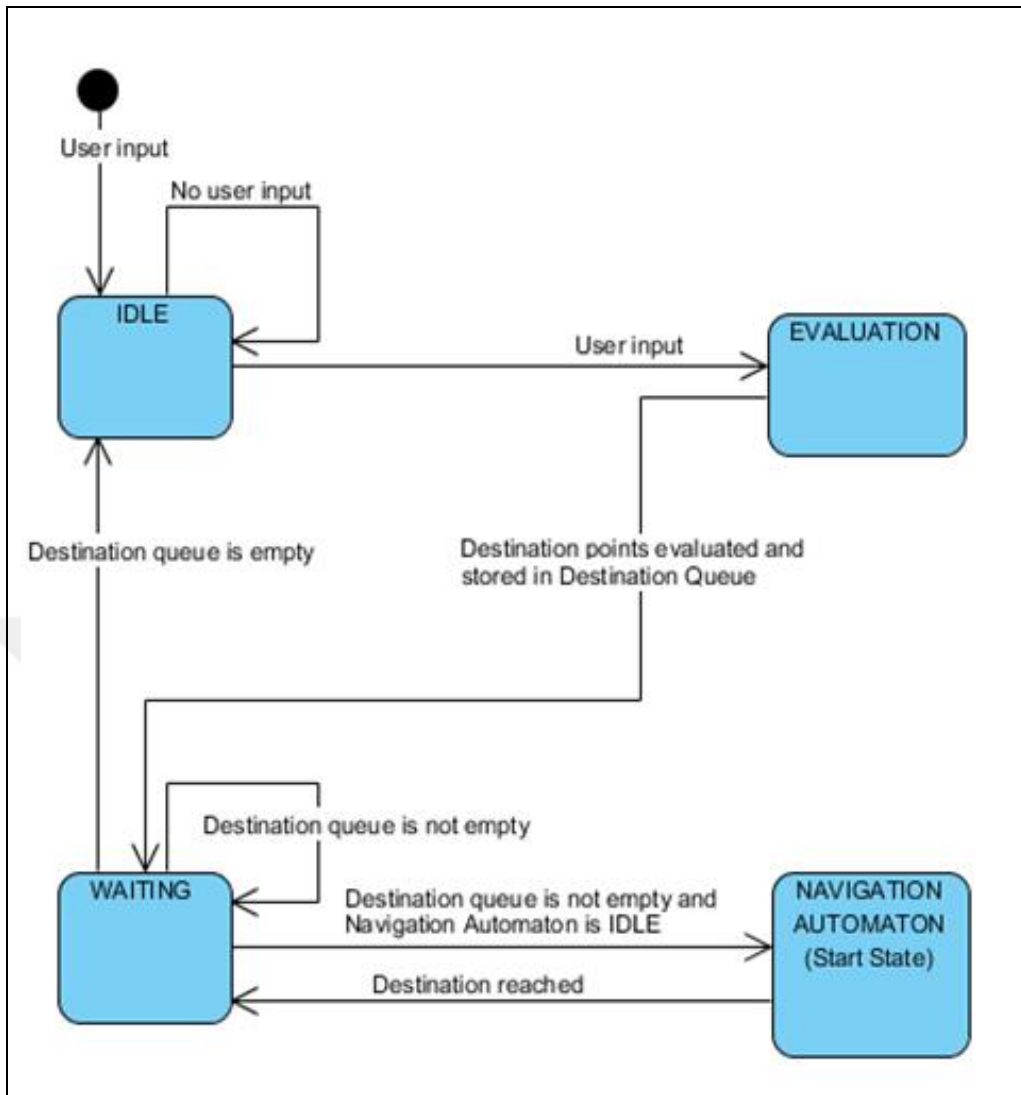 User input
No user input
IDLE
EVALUATION
User input
Destination queue is empty
Destination points evaluated and
stored in Destination Queue
Destination queue is not empty
WAITING
Destination queue is not empty and
Navigation Automaton is IDLE
NAVIGATION
AUTOMATON
(Start State)
Destination reached